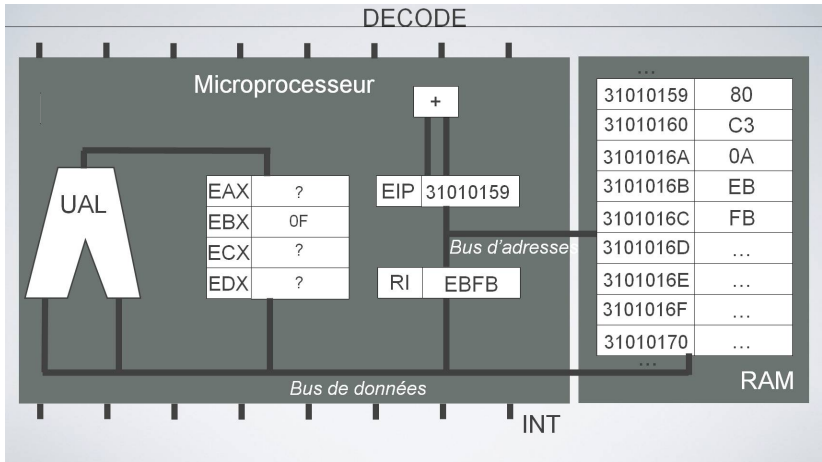 DECODE
Microprocesseur
+
UAL
EAX ?
EBX 0F
ECX ?
EDX ?
EIP 31010159
Bus d'adresses
RI EBFB
Bus de données
INT
...
31010159 80
31010160 C3
3101016A 0A
3101016B EB
3101016C FB
3101016D ...
3101016E ...
3101016F ...
31010170 ...
...
RAM